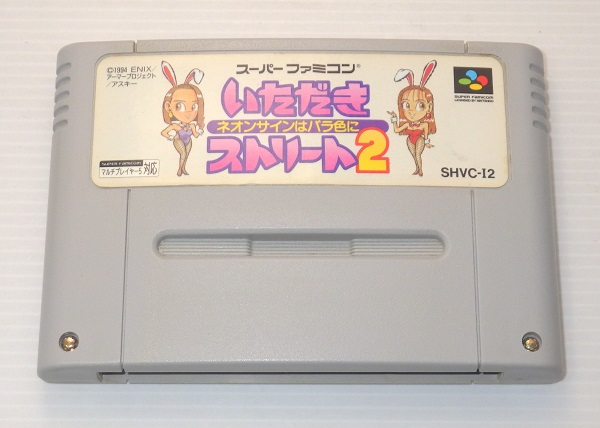 ©1994 ENIX/
アーマープロジェクト
/アスキー
スーパーファミコン®
いただき
ネオンサインはバラ色に
ストリート2
SUPER FAMICOM
LICENSED BY NINTENDO
SUPER FAMICOM
マルチプレイヤー5対応
SHVC-I2